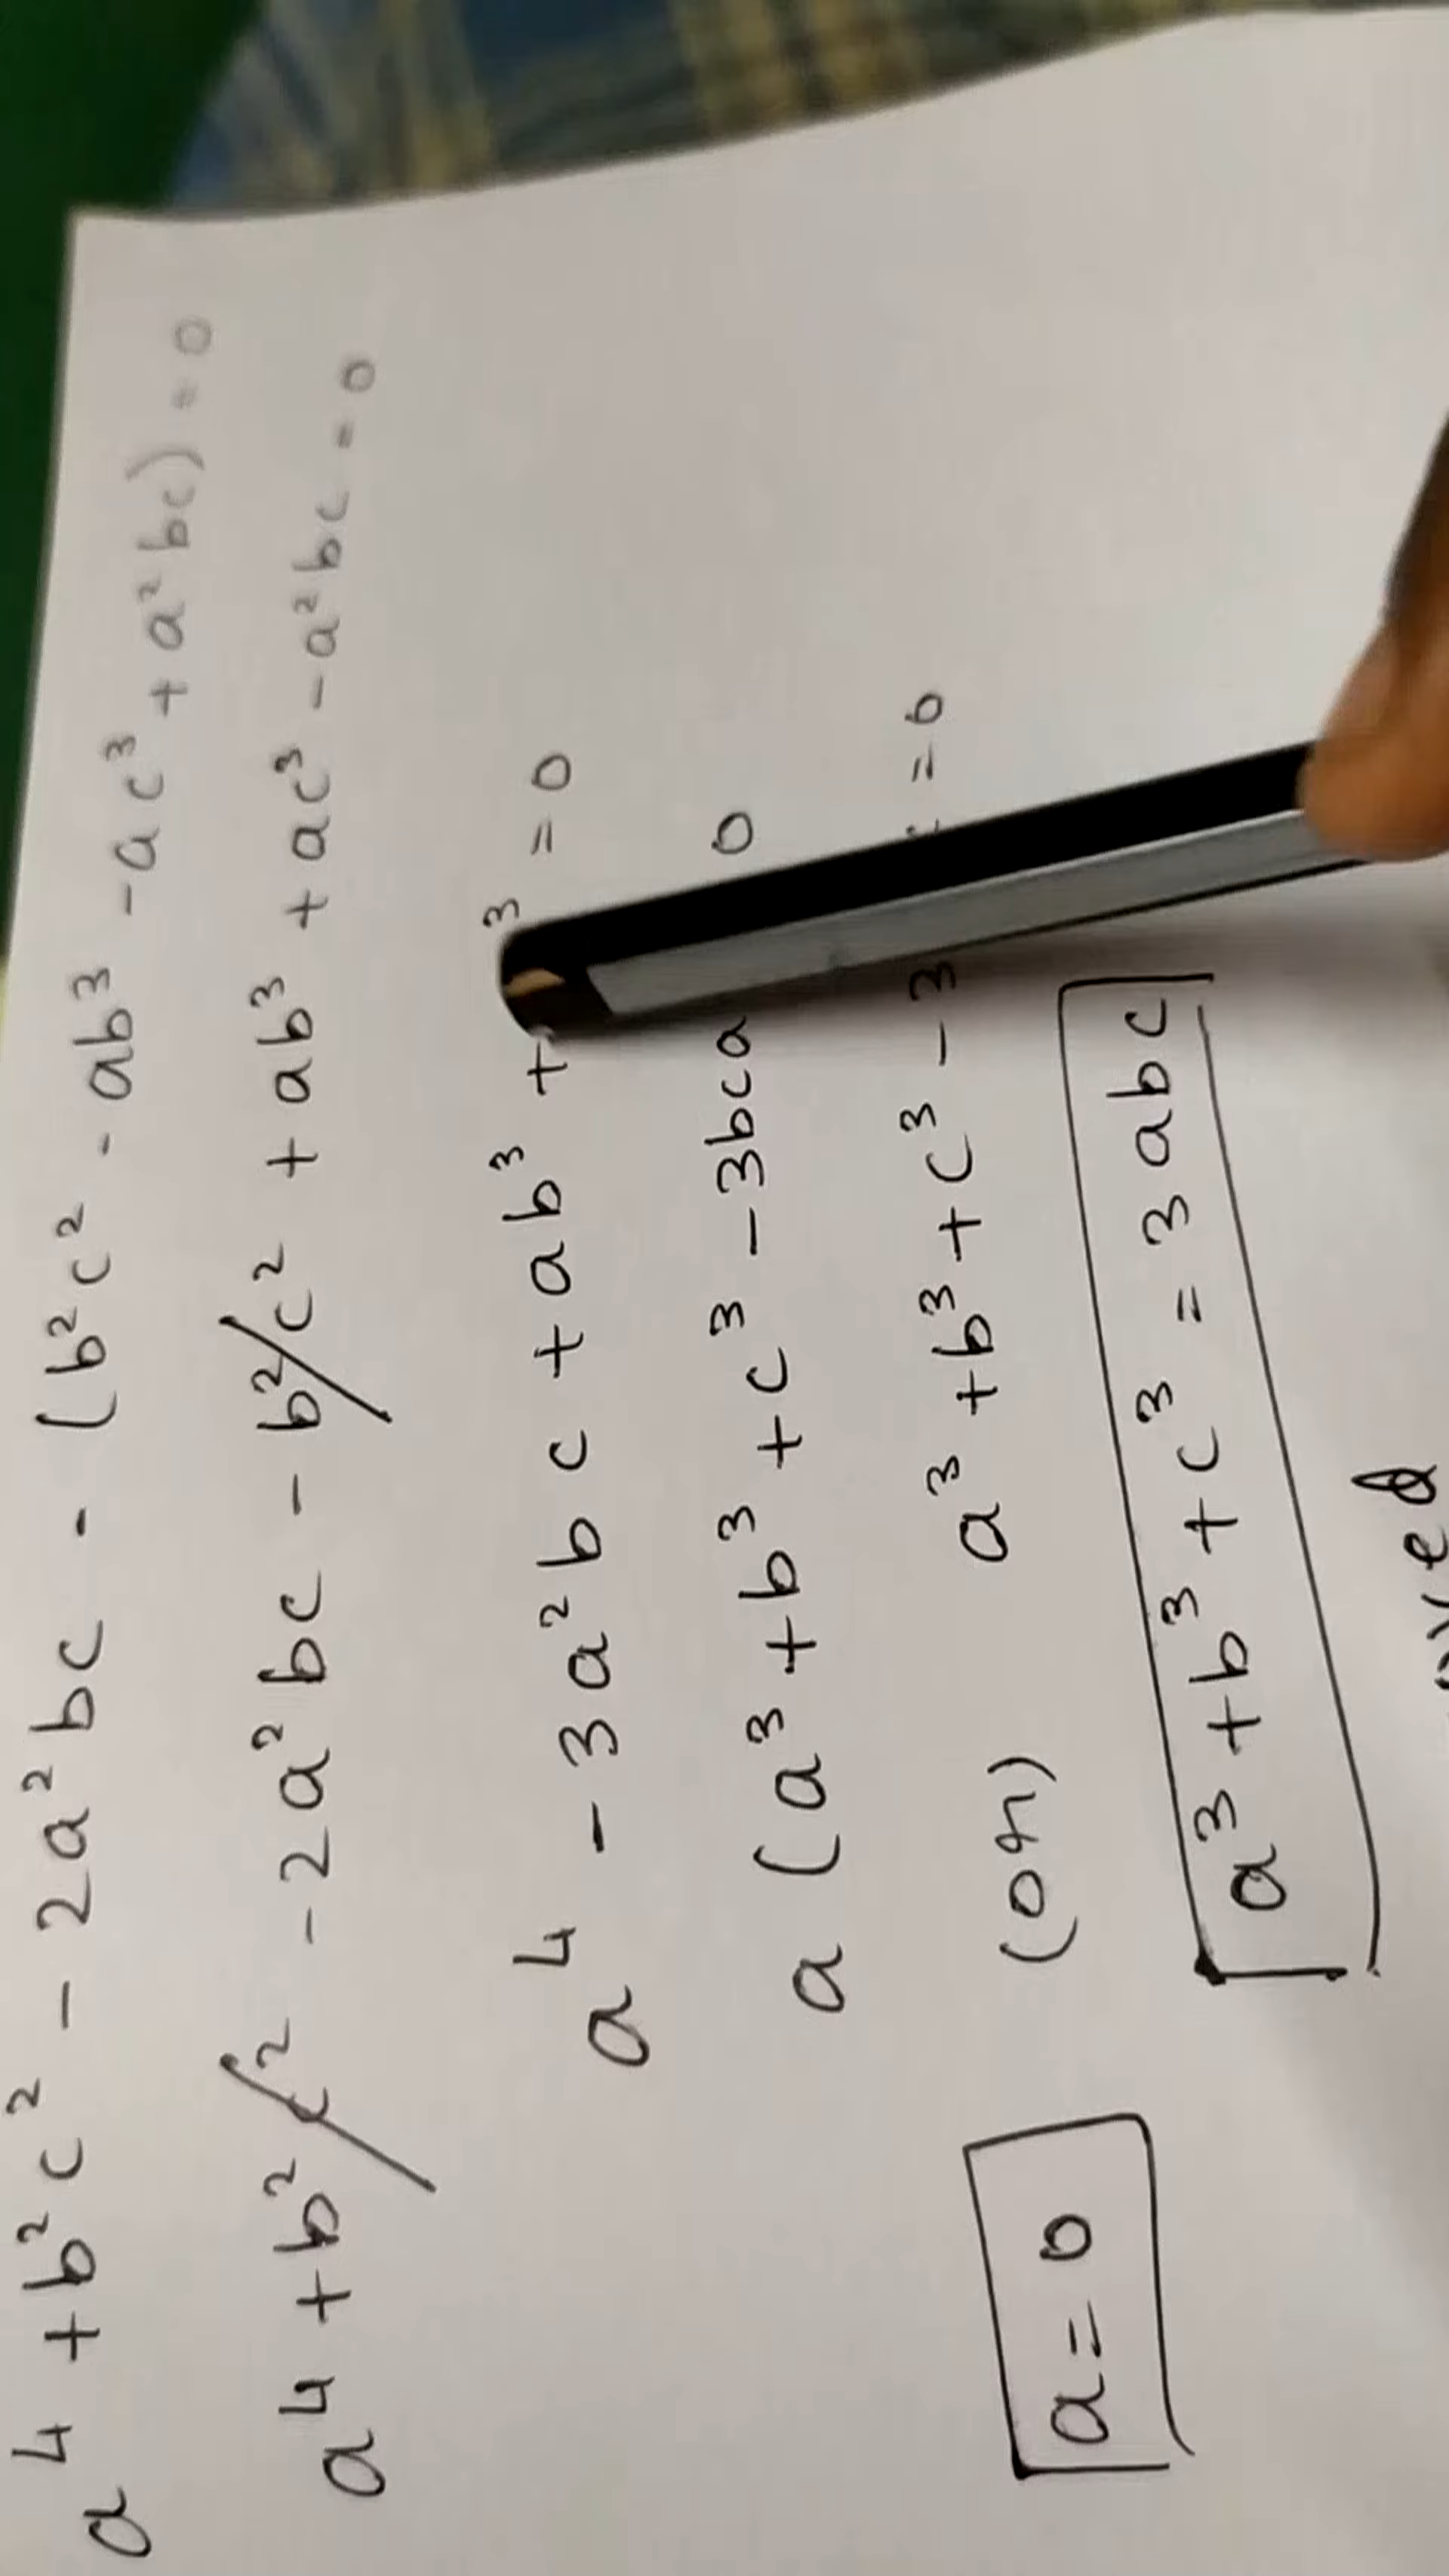 a⁴ + b²c² - 2a²bc - (b²c² - ab³ - ac³ + a²bc) = 0
a⁴ + b²c² - 2a²bc - b²c² + ab³ + ac³ - a²bc = 0
a⁴ - 3a²bc + ab³ + ³ = 0
a (a³ + b³ + c³ - 3bca 0
a = 0 (or) a³ + b³ + c³ - 3 = 0
a³ + b³ + c³ = 3abc